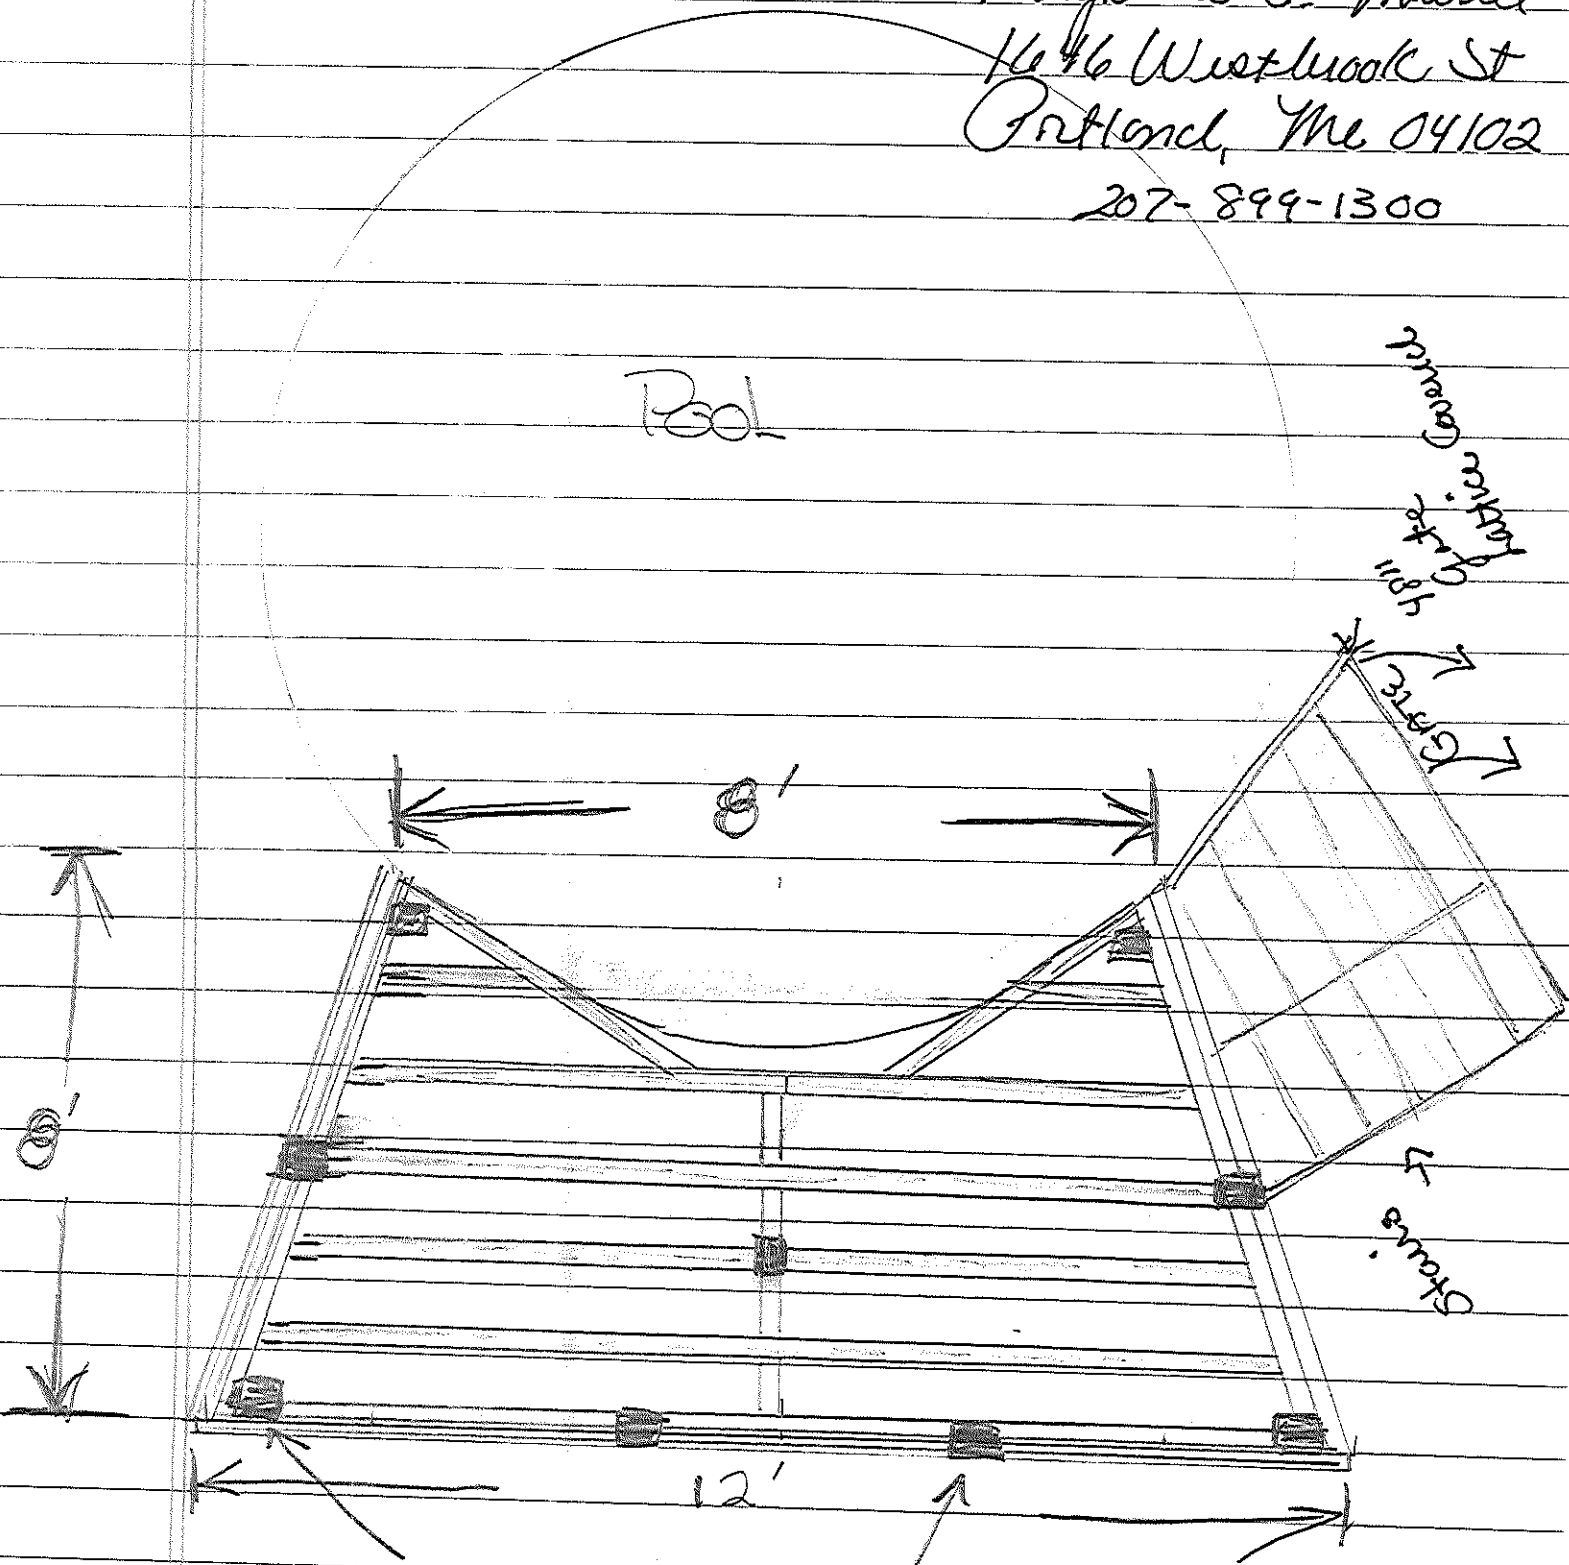 1646 Westbrook St
Portland, Me 04102
207-899-1300
Pool
48" Gate
Lattice Covered
GATE
8'
8'
Stairs
12'